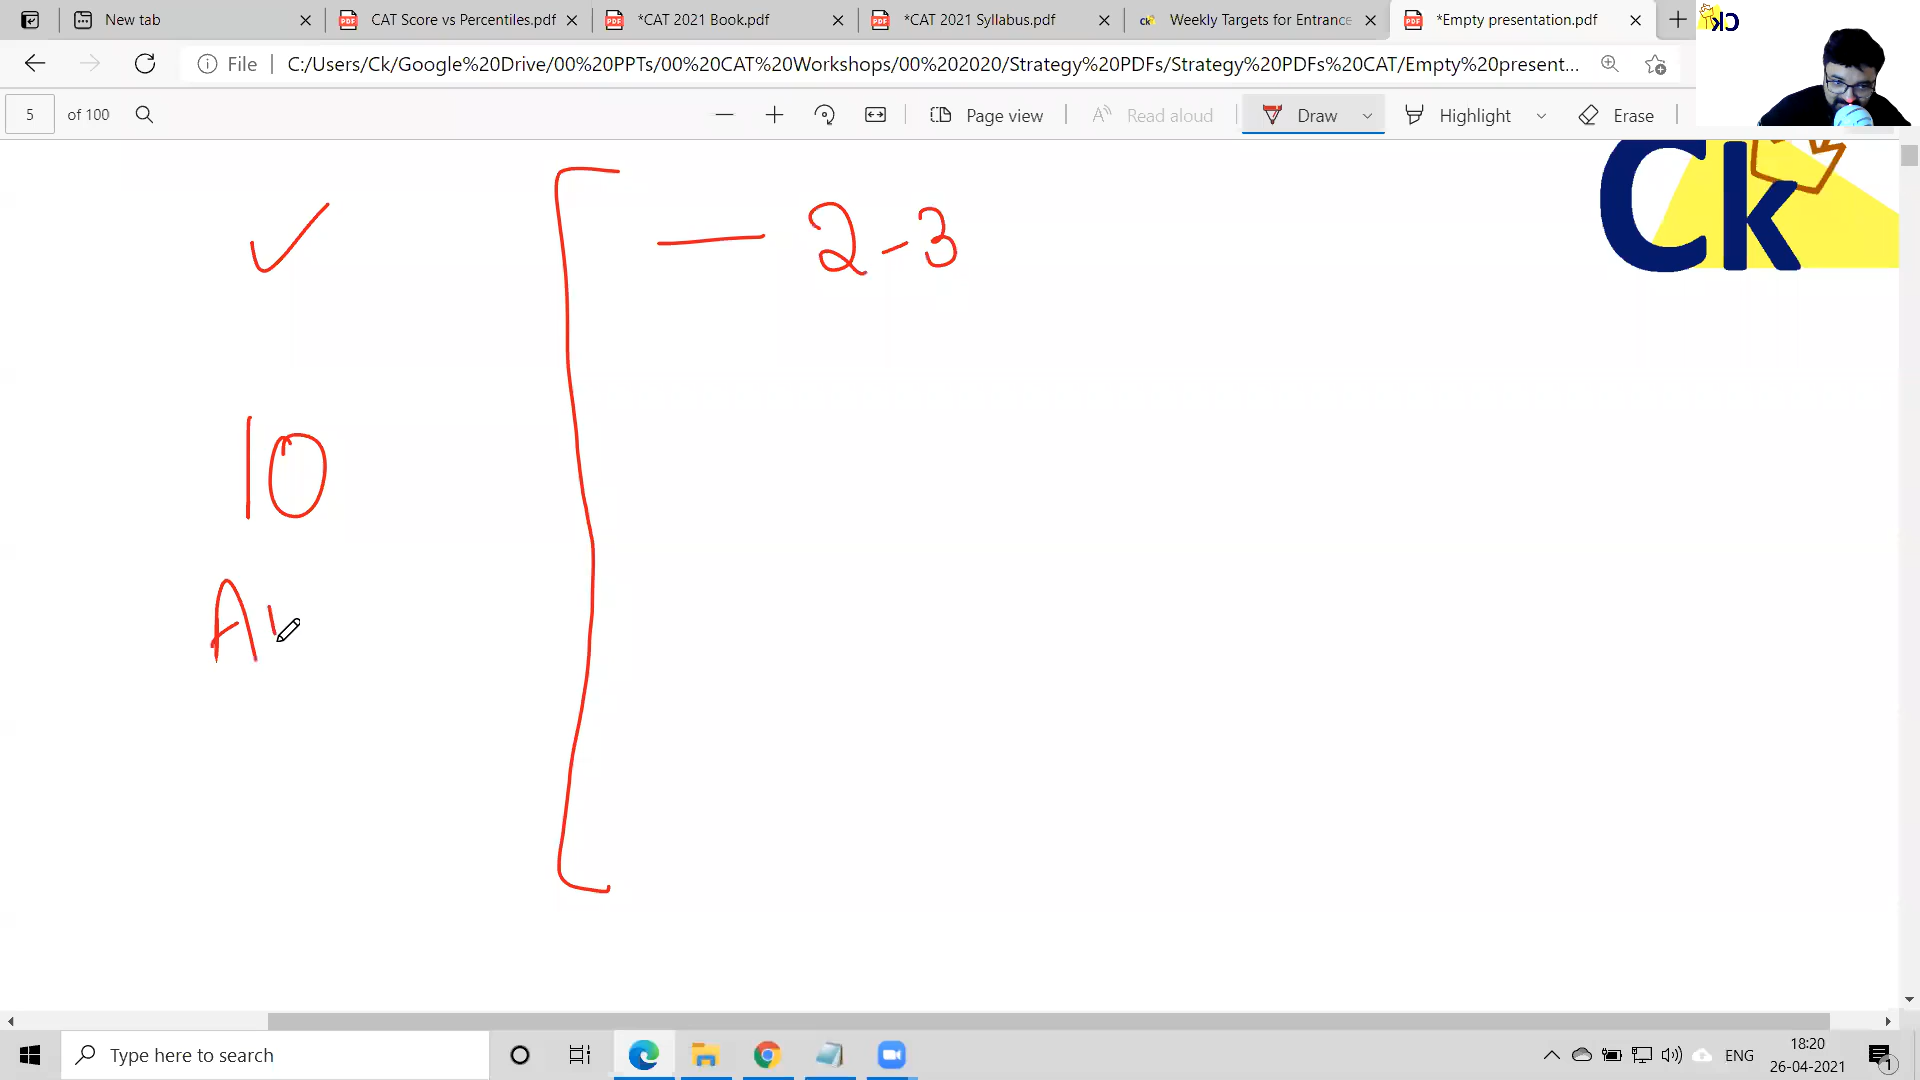 New tab
CAT Score vs Percentiles.pdf
*CAT 2021 Book.pdf
*CAT 2021 Syllabus.pdf
Weekly Targets for Entrance
*Empty presentation.pdf
File
C:/Users/Ck/Google%20Drive/00%20PPTs/00%20CAT%20Workshops/00%202020/Strategy%20PDFs/Strategy%20PDFs%20CAT/Empty%20present...
5 of 100
Page view
Read aloud
Draw
Highlight
Erase
Ck
2-3
10
Type here to search
ENG
18:20
26-04-2021
1